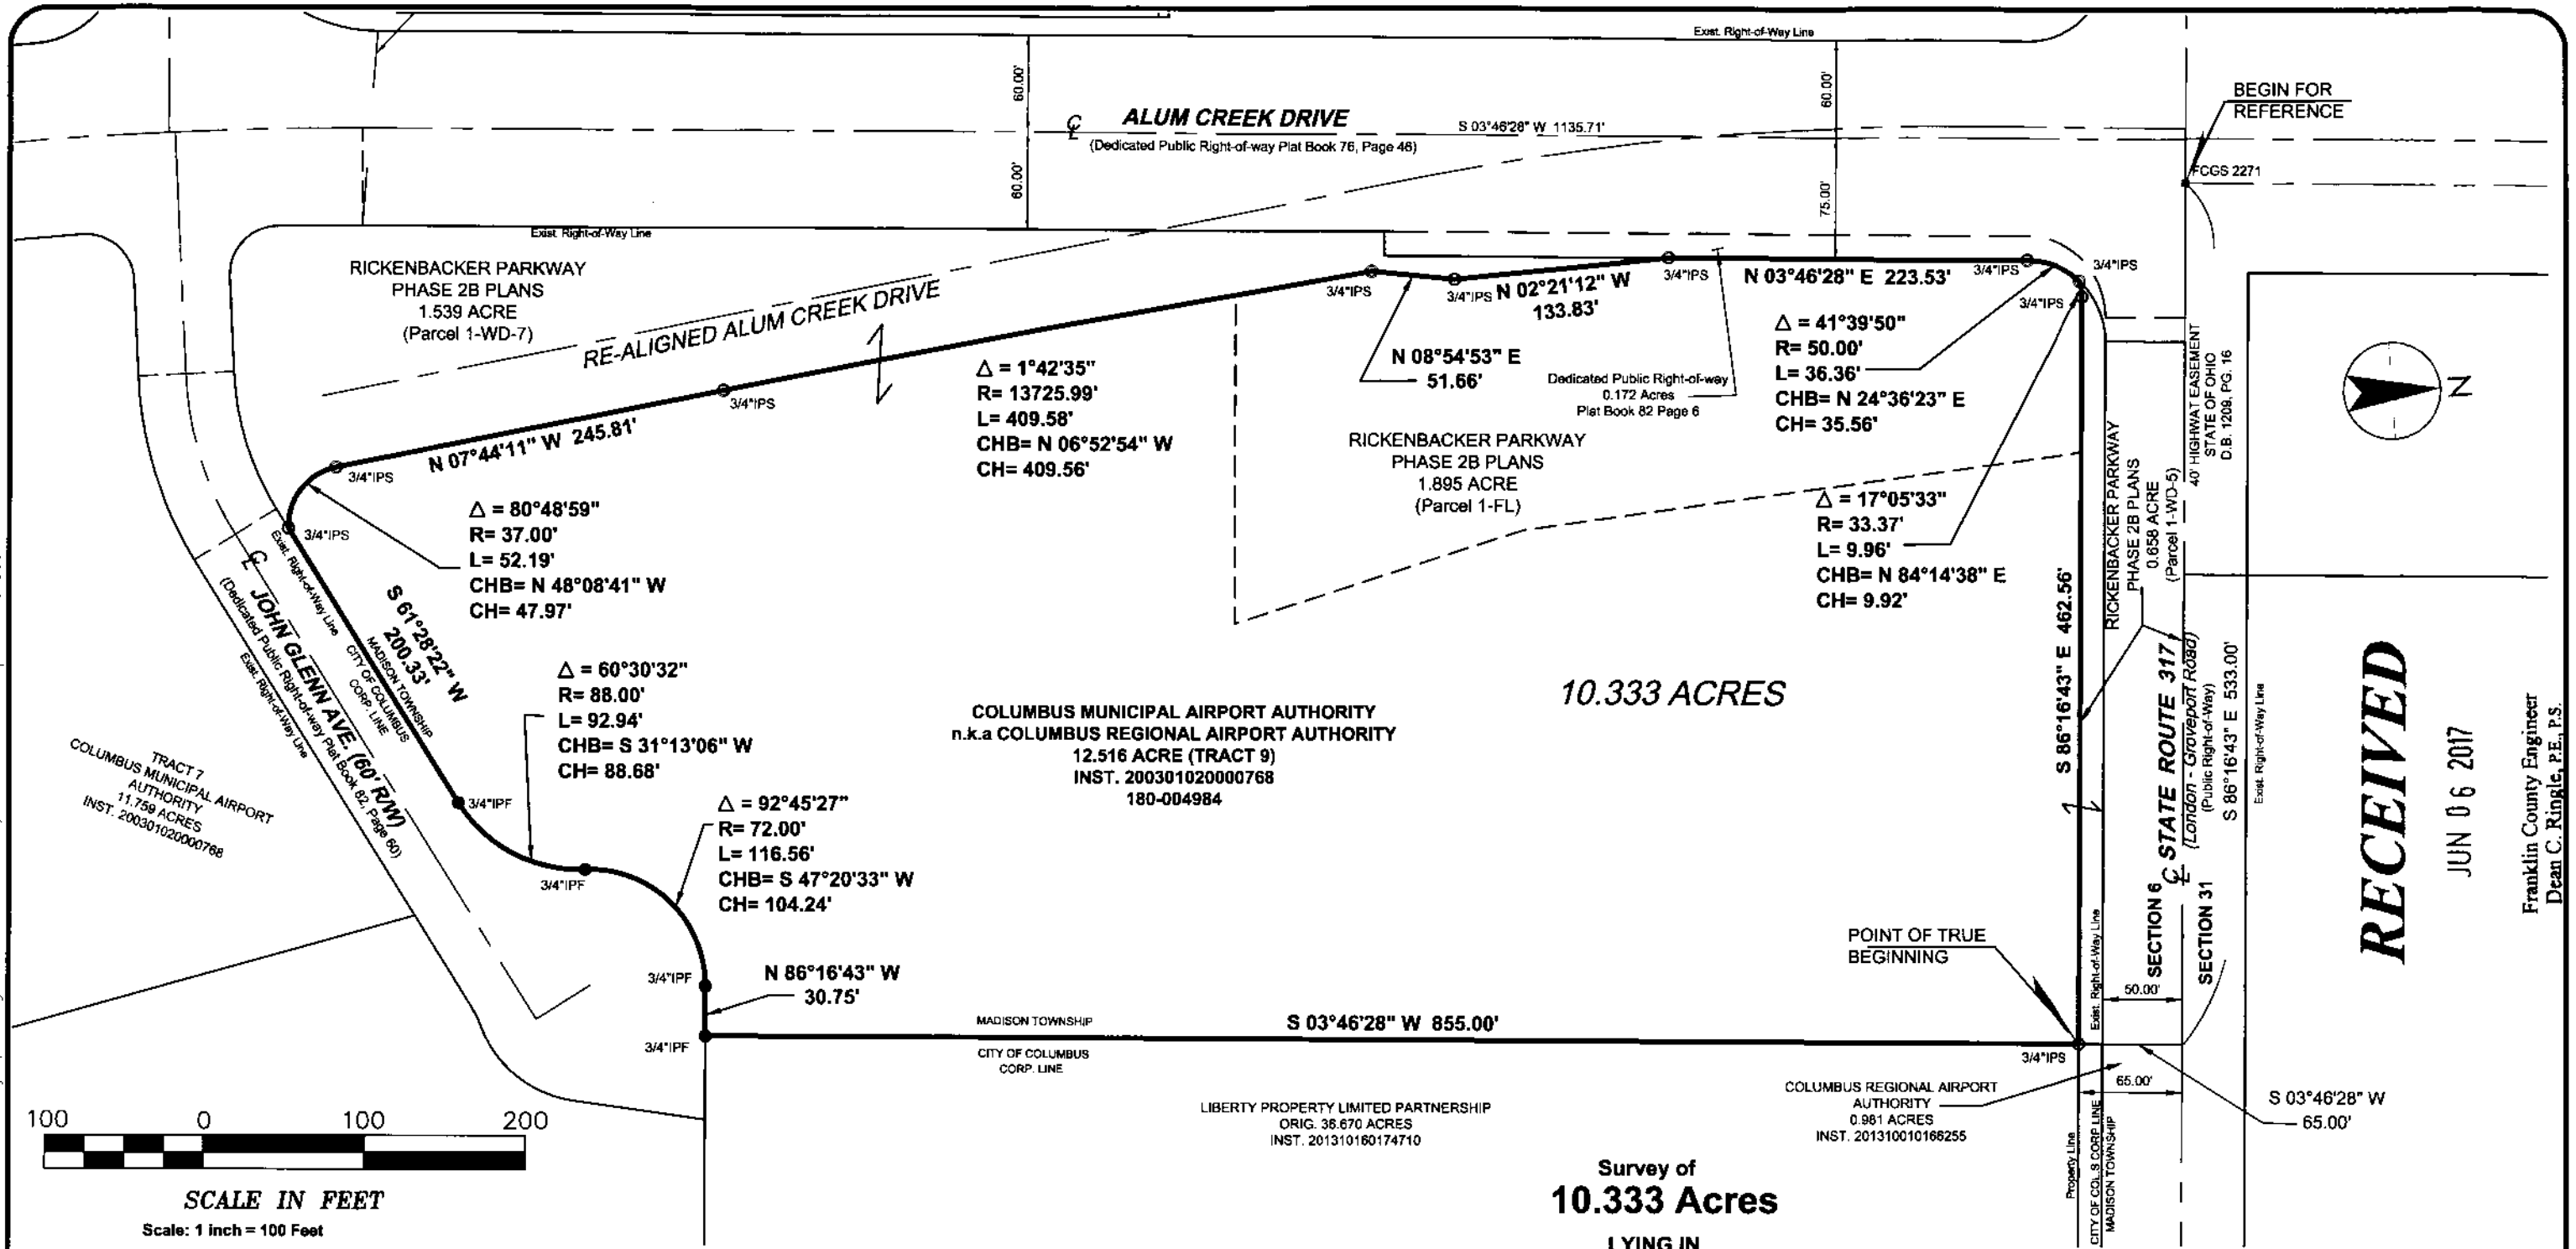 Exist. Right-of-Way Line
BEGIN FOR
REFERENCE
60.00'
60.00'
ALUM CREEK DRIVE
S 03°46'28" W 1135.71'
(Dedicated Public Right-of-way Plat Book 76, Page 46)
60.00'
75.00'
FCGS 2271
Exist. Right-of-Way Line
RICKENBACKER PARKWAY
PHASE 2B PLANS
1.539 ACRE
(Parcel 1-WD-7)
RE-ALIGNED ALUM CREEK DRIVE
3/4"IPS
3/4"IPS
N 02°21'12" W
133.83'
3/4"IPS
N 03°46'28" E 223.53'
3/4"IPS
3/4"IPS
3/4"IPS
N 08°54'53" E
51.66'
Dedicated Public Right-of-way
0.172 Acres
Plat Book 82 Page 6
Δ = 41°39'50"
R= 50.00'
L= 36.36'
CHB= N 24°36'23" E
CH= 35.56'
Δ = 1°42'35"
R= 13725.99'
L= 409.58'
CHB= N 06°52'54" W
CH= 409.56'
3/4"IPS
N 07°44'11" W 245.81'
3/4"IPS
RICKENBACKER PARKWAY
PHASE 2B PLANS
1.895 ACRE
(Parcel 1-FL)
40' HIGHWAT EASEMENT
STATE OF OHIO
D.B. 1209, PG. 16
N
Δ = 80°48'59"
R= 37.00'
L= 52.19'
CHB= N 48°08'41" W
CH= 47.97'
3/4"IPS
Δ = 17°05'33"
R= 33.37'
L= 9.96'
CHB= N 84°14'38" E
CH= 9.92'
RICKENBACKER PARKWAY
PHASE 2B PLANS
0.658 ACRE
(Parcel 1-WD-5)
Exist. Right-of-Way Line
S 61°28'22" W
200.33'
MADISON TOWNSHIP
CITY OF COLUMBUS
CORP. LINE
JOHN GLENN AVE. (60' R/W)
(Dedicated Public Right-of-way Plat Book 82, Page 60)
Exist. Right-of-Way Line
Δ = 60°30'32"
R= 88.00'
L= 92.94'
CHB= S 31°13'06" W
CH= 88.68'
S 86°16'43" E 462.56'
STATE ROUTE 317
(London - Groveport Road)
(Public Right-of-Way)
S 86°16'43" E 533.00'
Exist. Right-of-Way Line
10.333 ACRES
COLUMBUS MUNICIPAL AIRPORT AUTHORITY
n.k.a COLUMBUS REGIONAL AIRPORT AUTHORITY
12.516 ACRE (TRACT 9)
INST. 200301020000768
180-004984
TRACT 7
COLUMBUS MUNICIPAL AIRPORT
AUTHORITY
11.759 ACRES
INST. 200301020000768
3/4"IPF
Δ = 92°45'27"
R= 72.00'
L= 116.56'
CHB= S 47°20'33" W
CH= 104.24'
3/4"IPF
RECEIVED
JUN 06 2017
Franklin County Engineer
Dean C. Ringle, P.E., P.S.
SECTION 6
SECTION 31
POINT OF TRUE
BEGINNING
Exist. Right-of-Way Line
50.00'
3/4"IPF
N 86°16'43" W
30.75'
MADISON TOWNSHIP
S 03°46'28" W 855.00'
3/4"IPF
CITY OF COLUMBUS
CORP. LINE
3/4"IPS
65.00'
S 03°46'28" W
65.00'
COLUMBUS REGIONAL AIRPORT
AUTHORITY
0.981 ACRES
INST. 201310010166255
LIBERTY PROPERTY LIMITED PARTNERSHIP
ORIG. 36.670 ACRES
INST. 201310160174710
Property Line
CITY OF COL.S CORP LINE
MADISON TOWNSHIP
100 0 100 200
SCALE IN FEET
Scale: 1 inch = 100 Feet
Survey of
10.333 Acres
LYING IN